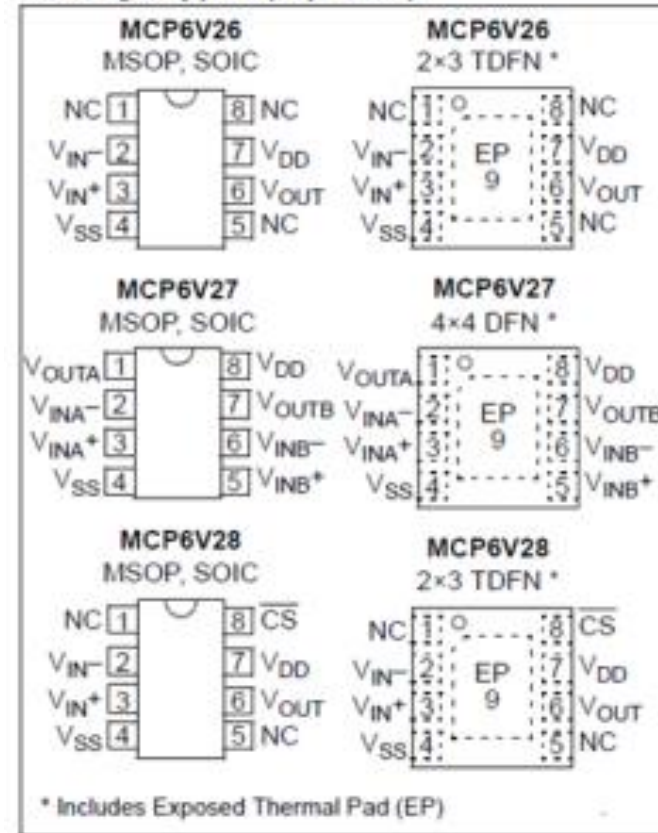 MCP6V26
MSOP, SOIC
NC 1
8 NC
VIN– 2
7 VDD
VIN+ 3
6 VOUT
VSS 4
5 NC
MCP6V26
2×3 TDFN *
NC 1
8 NC
VIN– 2
7 VDD
EP
9
VIN+ 3
6 VOUT
VSS 4
5 NC
MCP6V27
MSOP, SOIC
VOUTA 1
8 VDD
VINA– 2
7 VOUTB
VINA+ 3
6 VINB–
VSS 4
5 VINB+
MCP6V27
4×4 DFN *
VOUTA 1
8 VDD
VINA– 2
7 VOUTB
EP
9
VINA+ 3
6 VINB–
VSS 4
5 VINB+
MCP6V28
MSOP, SOIC
NC 1
8 C̅S̅
VIN– 2
7 VDD
VIN+ 3
6 VOUT
VSS 4
5 NC
MCP6V28
2×3 TDFN *
NC 1
8 C̅S̅
VIN– 2
7 VDD
EP
9
VIN+ 3
6 VOUT
VSS 4
5 NC
* Includes Exposed Thermal Pad (EP)